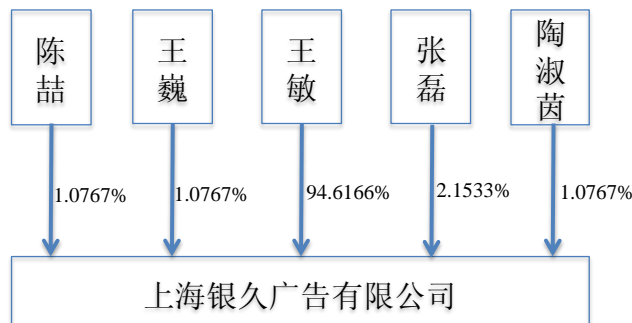 陈喆
王巍
王敏
张磊
陶淑茵
1.0767%
1.0767%
94.6166%
2.1533%
1.0767%
上海银久广告有限公司